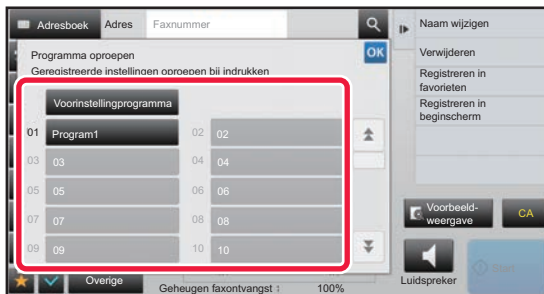 Adresboek
Adres
Faxnummer
Naam wijzigen
Programma oproepen
OK
Verwijderen
Geregistreerde instellingen oproepen bij indrukken
Registreren in
favorieten
Voorinstellingprogramma
Registreren in
beginscherm
01 Program1
02 02
03 03
04 04
05 05
06 06
07 07
08 08
09 09
10 10
Voorbeeld-
weergave
CA
Overige
Geheugen faxontvangst : 100%
Luidspreker
Start